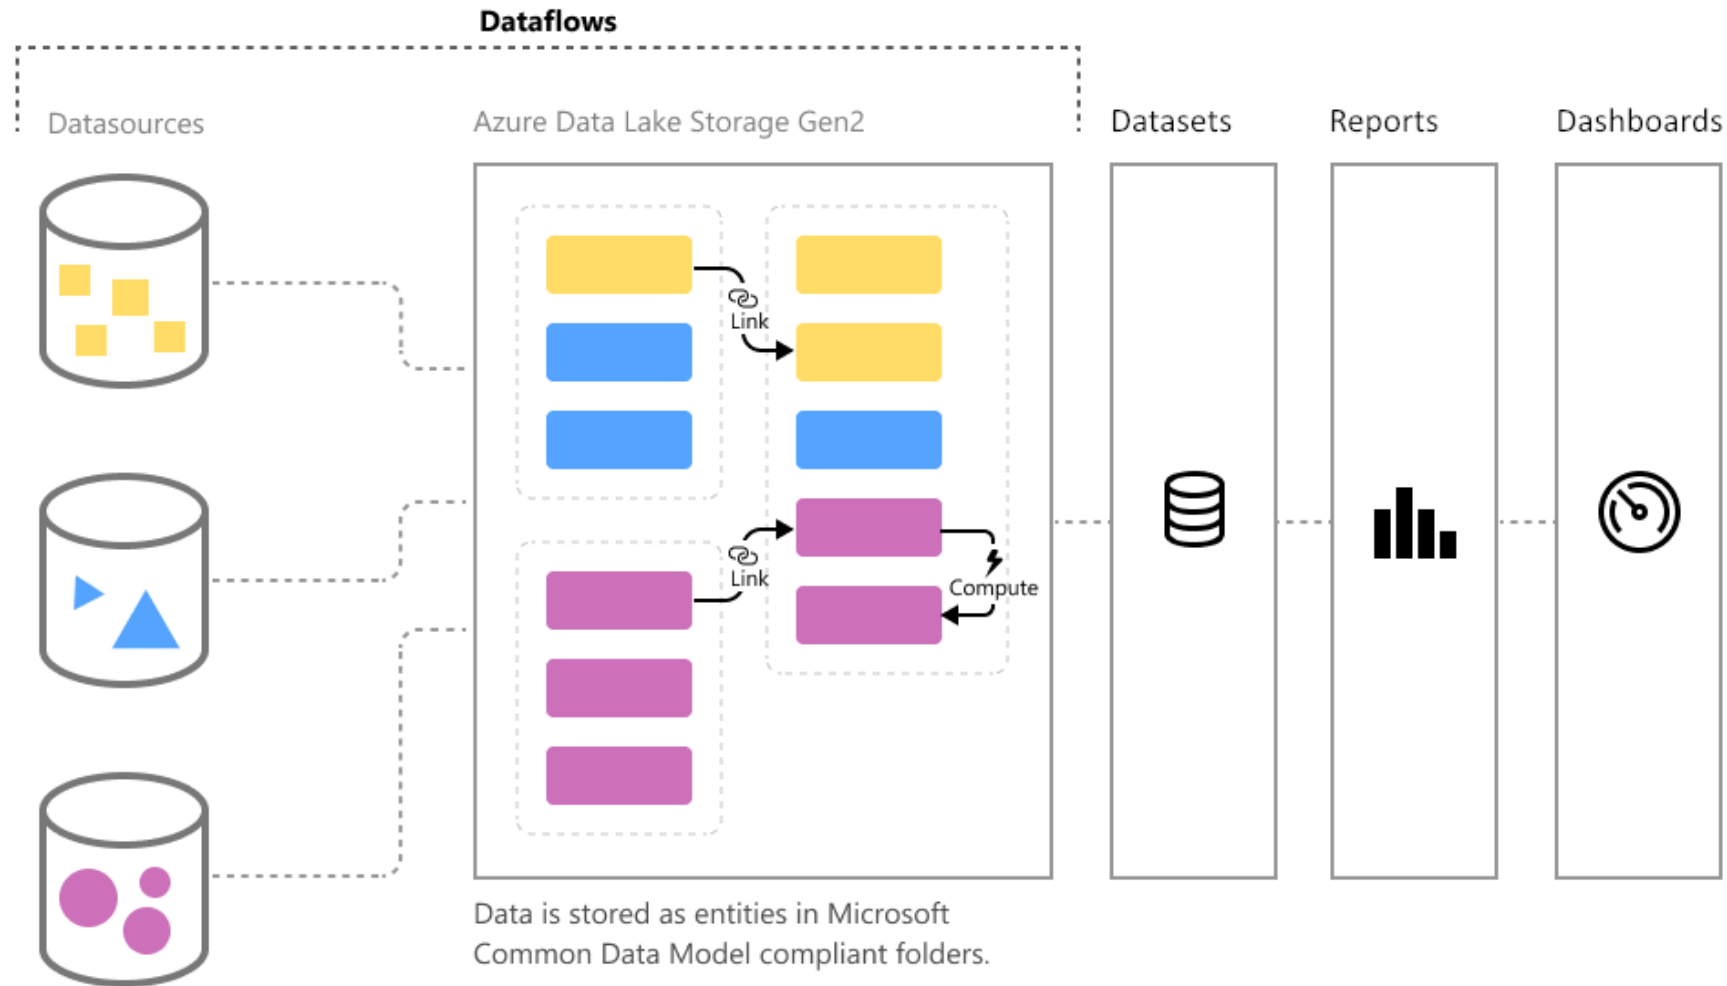 Dataflows
Datasources
Azure Data Lake Storage Gen2
Datasets
Reports
Dashboards
Link
Link
Compute
Data is stored as entities in Microsoft
Common Data Model compliant folders.